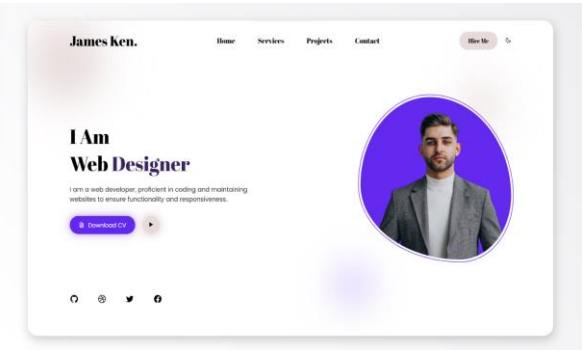 James Ken.
Home Services Projects Contact Hire Me
I Am
Web Designer
I am a web developer, proficient in coding and maintaining
websites to ensure functionality and responsiveness.
Download CV